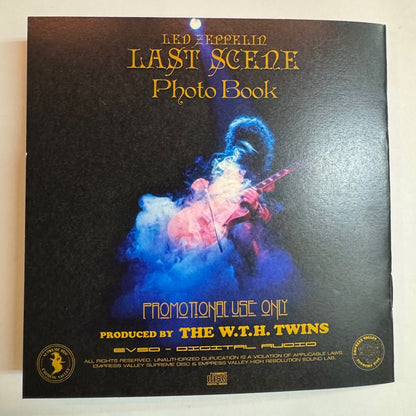 LED ZEPPELIN
LAST SCENE
Photo Book
PROMOTIONAL USE ONLY
PRODUCED BY THE W.T.H. TWINS
EVSD - DIGITAL AUDIO
ALL RIGHTS RESERVED. UNAUTHORIZED DUPLICATION IS A VIOLATION OF APPLICABLE LAWS.
EMPRESS VALLEY SUPREME DISC & EMPRESS VALLEY HIGH RESOLUTION SOUND LAB.